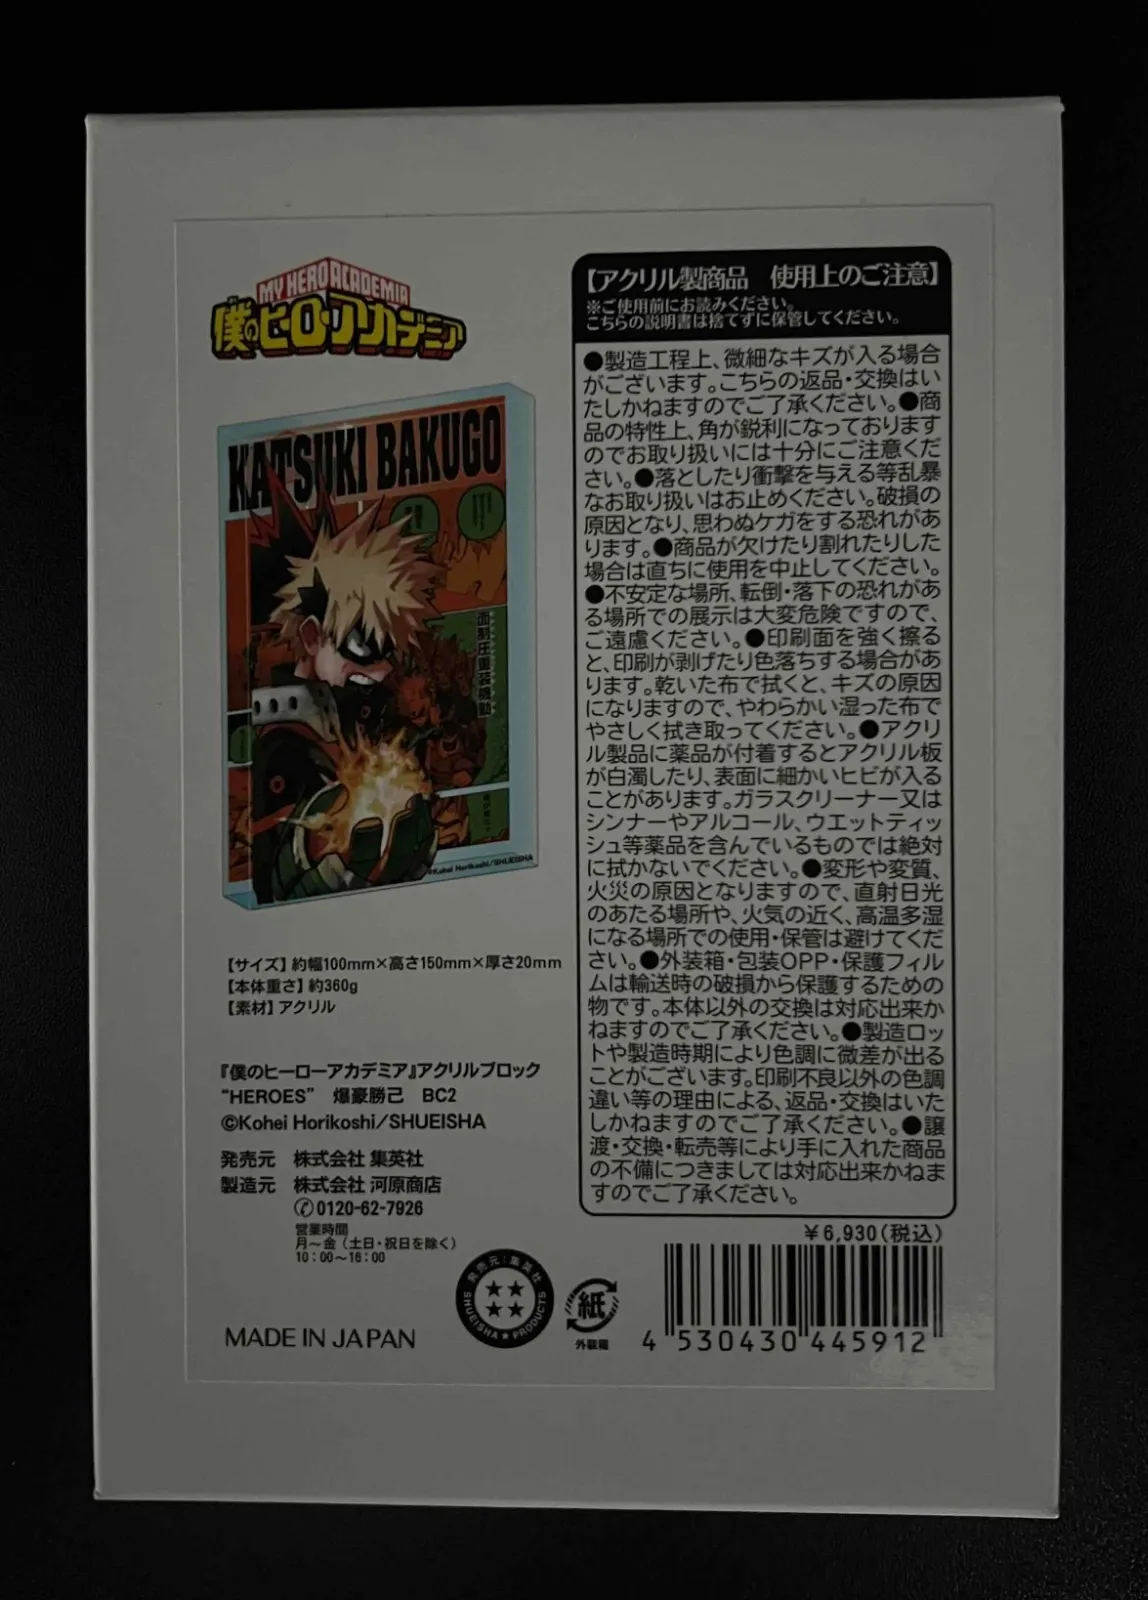 MY HERO ACADEMIA
僕のヒーローアカデミア
KATSUKI BAKUGO
面制圧重装機動
©Kohei Horikoshi/SHUEISHA
【サイズ】約幅100mm×高さ150mm×厚さ20mm
【本体重さ】約360g
【素材】アクリル
『僕のヒーローアカデミア』アクリルブロック
“HEROES” 爆豪勝己 BC2
©Kohei Horikoshi/SHUEISHA
発売元 株式会社 集英社
製造元 株式会社 河原商店
✆0120-62-7926
営業時間
月〜金（土日・祝日を除く）
10：00〜16：00
MADE IN JAPAN
発売元：集英社
SHUEISHA★PRODUCTS
紙
外装箱
【アクリル製商品 使用上のご注意】
※ご使用前にお読みください。
こちらの説明書は捨てずに保管してください。
●製造工程上、微細なキズが入る場合
がございます。こちらの返品・交換はい
たしかねますのでご了承ください。●商
品の特性上、角が鋭利になっております
のでお取り扱いには十分にご注意くだ
さい。●落としたり衝撃を与える等乱暴
なお取り扱いはお止めください。破損の
原因となり、思わぬケガをする恐れがあ
ります。●商品が欠けたり割れたりした
場合は直ちに使用を中止してください。
●不安定な場所、転倒・落下の恐れがあ
る場所での展示は大変危険ですので、
ご遠慮ください。●印刷面を強く擦る
と、印刷が剥げたり色落ちする場合があ
ります。乾いた布で拭くと、キズの原因
になりますので、やわらかい湿った布で
やさしく拭き取ってください。●アクリ
ル製品に薬品が付着するとアクリル板
が白濁したり、表面に細かいヒビが入る
ことがあります。ガラスクリーナー又は
シンナーやアルコール、ウエットティッ
シュ等薬品を含んでいるものでは絶対
に拭かないでください。●変形や変質、
火災の原因となりますので、直射日光
のあたる場所や、火気の近く、高温多湿
になる場所での使用・保管は避けてくだ
さい。●外装箱・包装OPP・保護フィル
ムは輸送時の破損から保護するための
物です。本体以外の交換は対応出来か
ねますのでご了承ください。●製造ロッ
トや製造時期により色調に微差が出る
ことがございます。印刷不良以外の色調
違い等の理由による、返品・交換はいた
しかねますのでご了承ください。●譲
渡・交換・転売等により手に入れた商品
の不備につきましては対応出来かねま
すのでご了承ください。
￥6,930(税込)
4 530430 445912